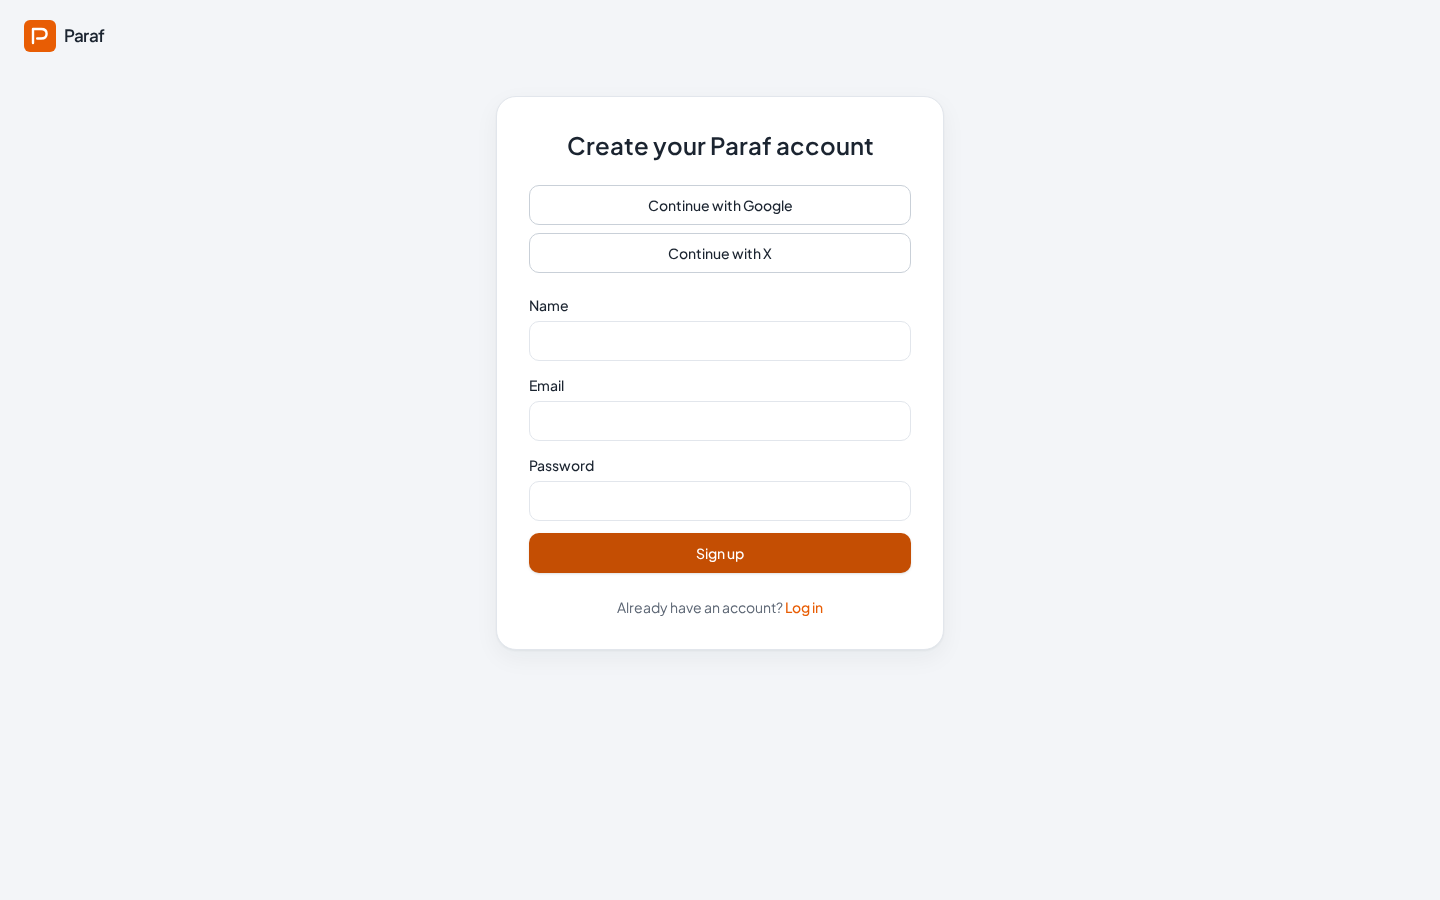 Paraf
Create your Paraf account
Continue with Google
Continue with X
Name
Email
Password
Sign up
Already have an account? Log in